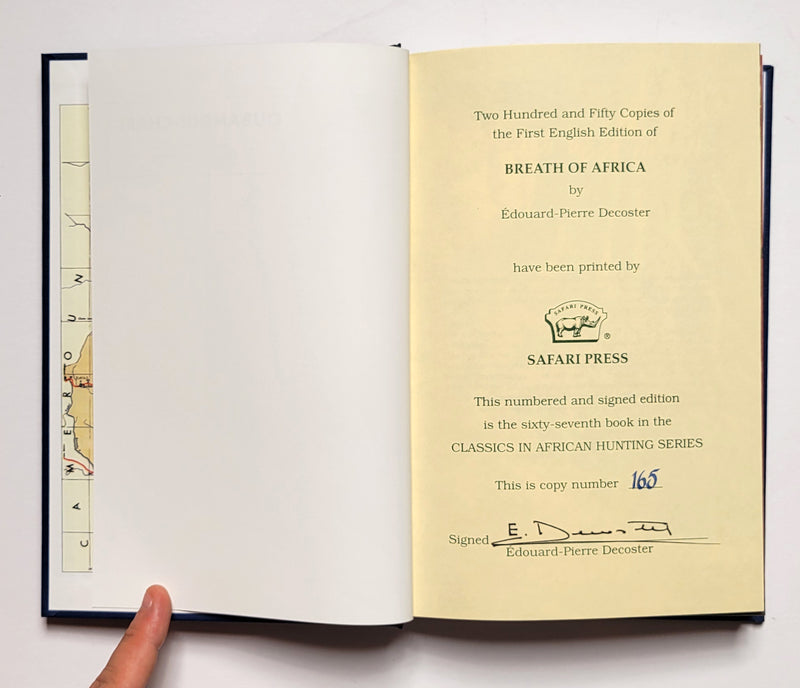 CAMEROUN
Two Hundred and Fifty Copies of
the First English Edition of
BREATH OF AFRICA
by
Édouard-Pierre Decoster
have been printed by
SAFARI PRESS
®
SAFARI PRESS
This numbered and signed edition
is the sixty-seventh book in the
CLASSICS IN AFRICAN HUNTING SERIES
This is copy number 165
Signed E. Decoster
Édouard-Pierre Decoster